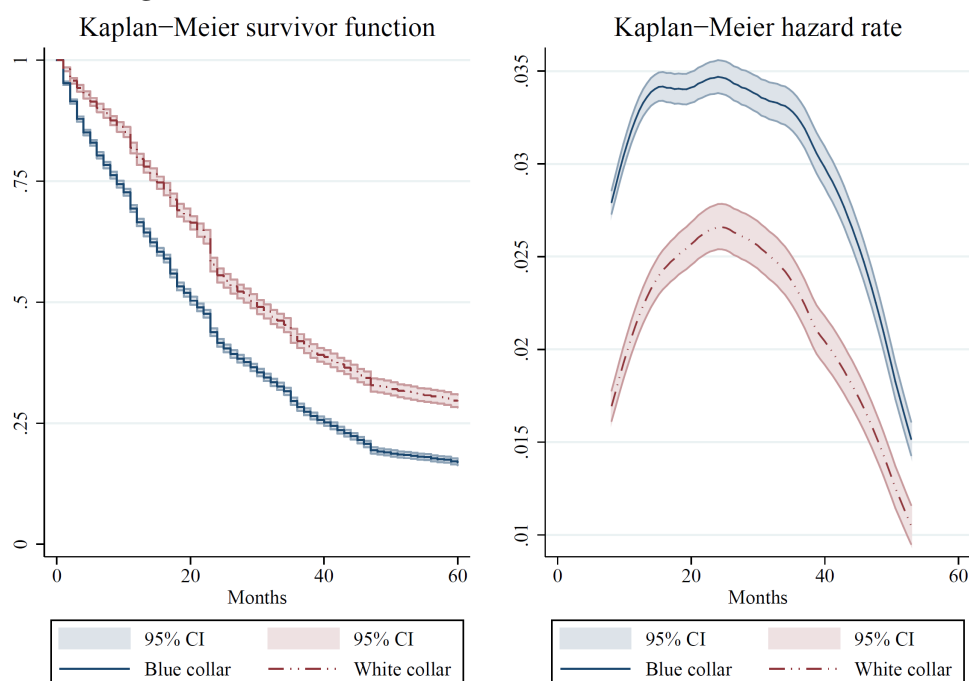 Kaplan−Meier survivor function
1
.75
.5
.25
0
0 20 40 60
Months
95% CI 95% CI
Blue collar White collar
Kaplan−Meier hazard rate
.035
.03
.025
.02
.015
.01
0 20 40 60
Months
95% CI 95% CI
Blue collar White collar